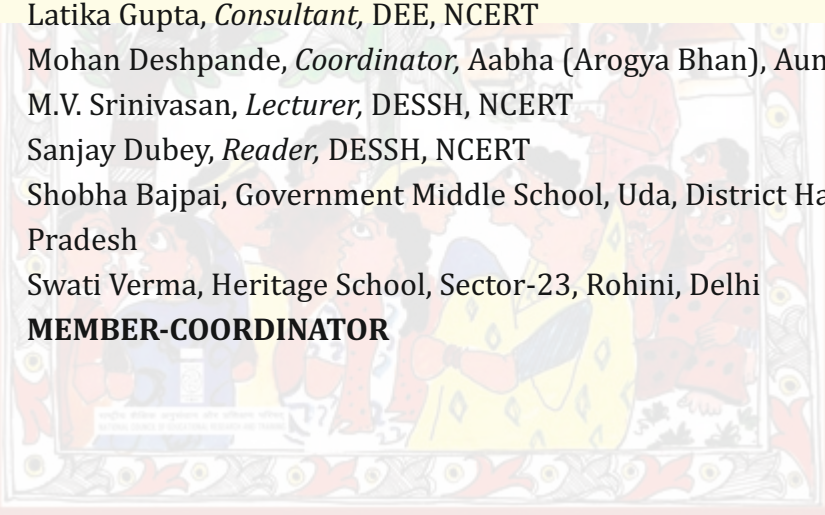 Latika Gupta, Consultant, DEE, NCERT
Mohan Deshpande, Coordinator, Aabha (Arogya Bhan),
M.V. Srinivasan, Lecturer, DESSH, NCERT
Sanjay Dubey, Reader, DESSH, NCERT
Shobha Bajpai, Government Middle School, Uda, District
Pradesh
Swati Verma, Heritage School, Sector-23, Rohini, Delhi
MEMBER-COORDINATOR